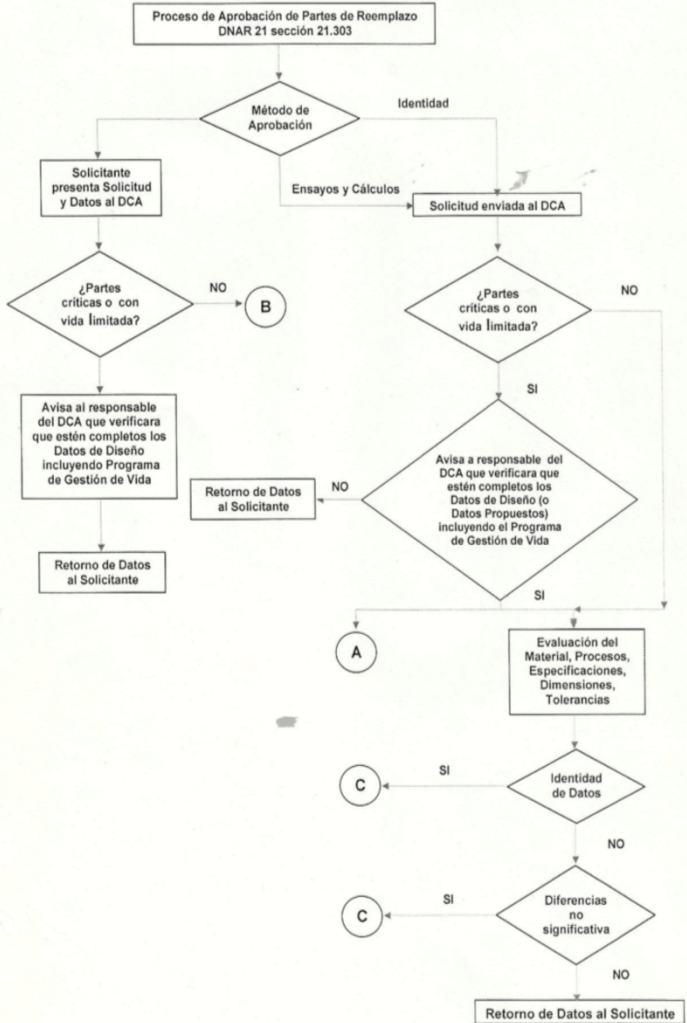 Proceso de Aprobación de Partes de Reemplazo
DNAR 21 sección 21.303
Método de
Aprobación
Identidad
Ensayos y Cálculos
Solicitante
presenta Solicitud
y Datos al DCA
Solicitud enviada al DCA
¿Partes
críticas o con
vida limitada?
NO
B
¿Partes
críticas o con
vida limitada?
NO
SI
Avisa al responsable
del DCA que verificara
que estén completos los
Datos de Diseño
incluyendo Programa
de Gestión de Vida
Retorno de Datos
al Solicitante
Avisa a responsable del
DCA que verificara que
estén completos los
Datos de Diseño (o
Datos Propuestos)
incluyendo el Programa
de Gestión de Vida
NO
Retorno de Datos
al Solicitante
SI
A
Evaluación del
Material, Procesos,
Especificaciones,
Dimensiones,
Tolerancias
Identidad
de Datos
SI
C
NO
Diferencias
no
significativa
SI
C
NO
Retorno de Datos al Solicitante